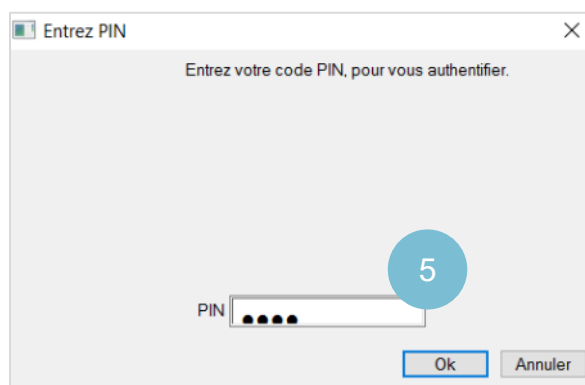 Entrez PIN
Entrez votre code PIN, pour vous authentifier.
5
PIN ●●●●
Ok Annuler